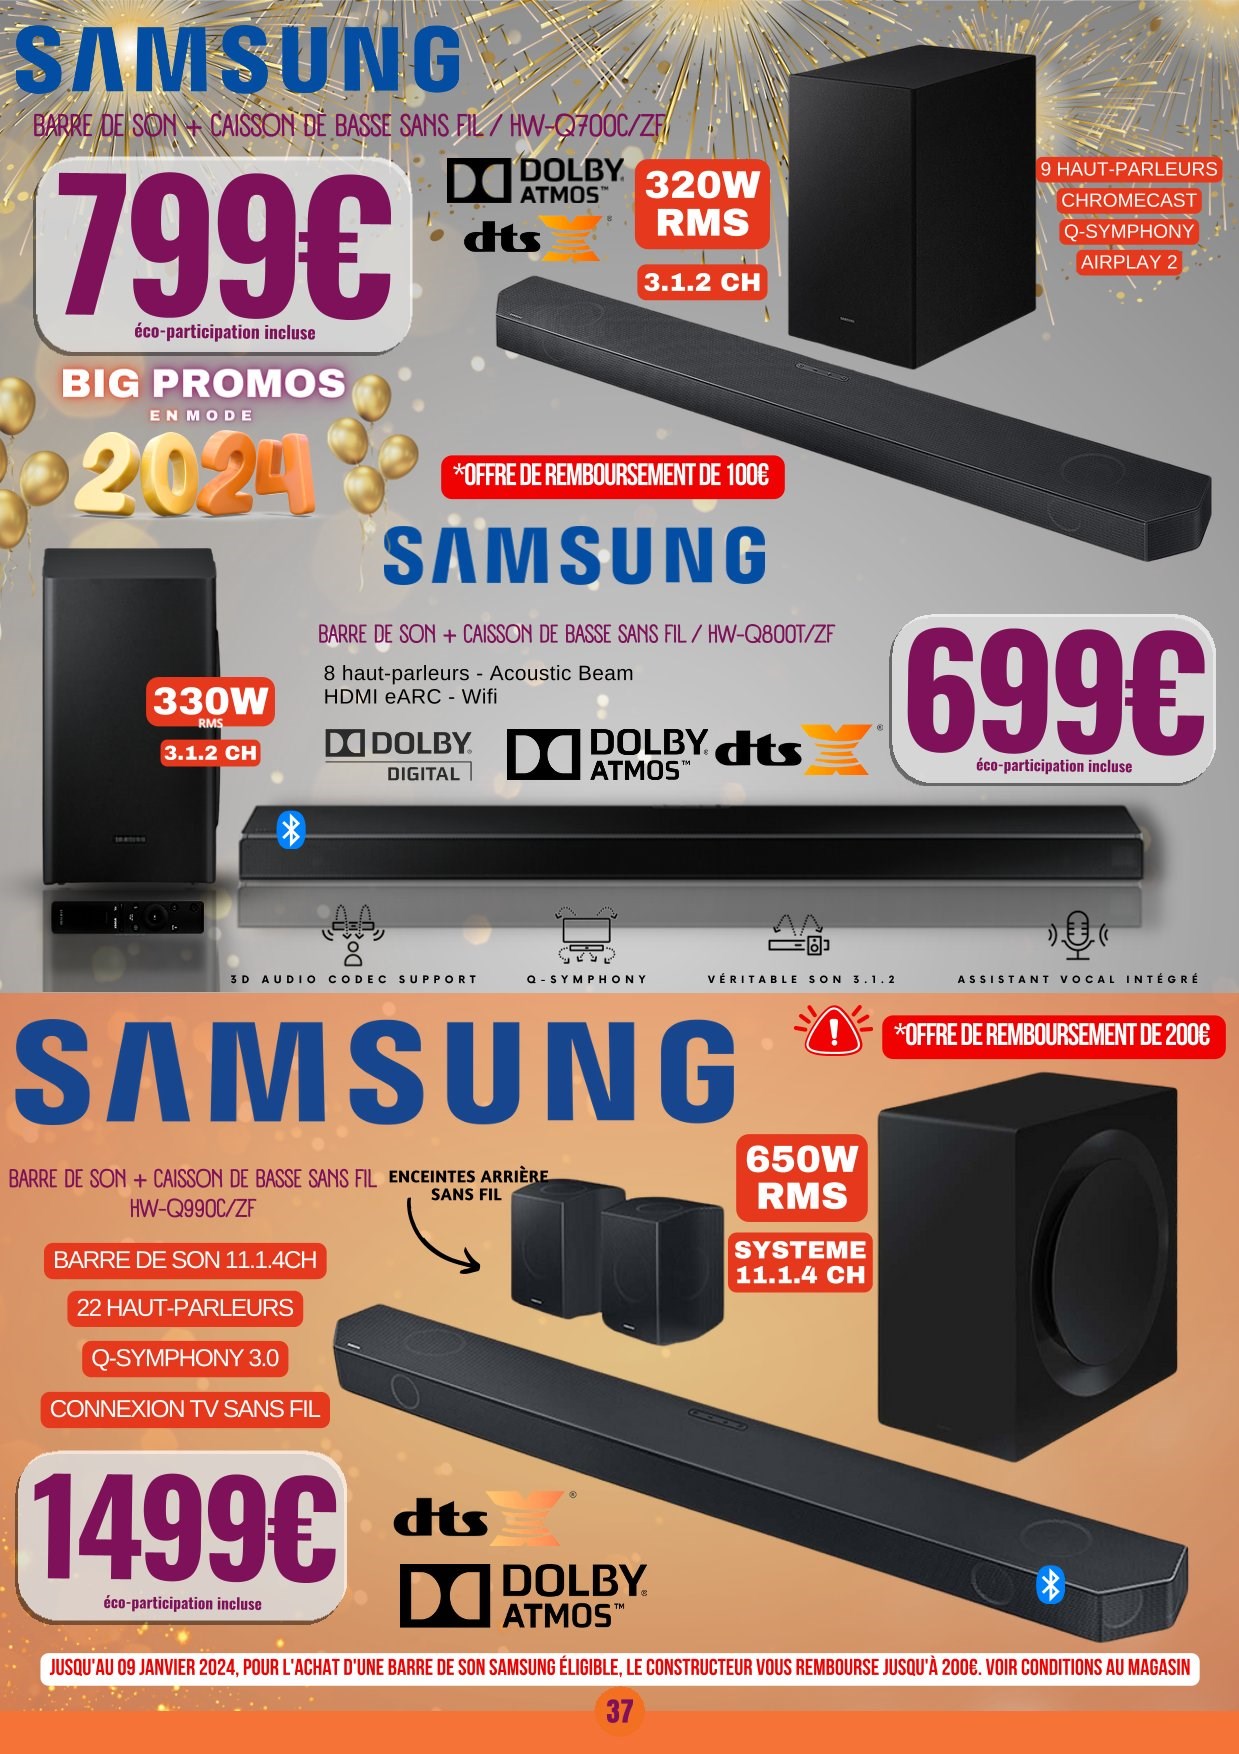 SAMSUNG
BARRE DE SON + CAISSON DE BASSE SANS FIL / HW-Q700C/ZF
799€
éco-participation incluse
DOLBY
ATMOS™
dts X®
320W
RMS
3.1.2 CH
9 HAUT-PARLEURS
CHROMECAST
Q-SYMPHONY
AIRPLAY 2
SAMSUNG
BIG PROMOS
EN MODE
2024
*OFFRE DE REMBOURSEMENT DE 100€
SAMSUNG
BARRE DE SON + CAISSON DE BASSE SANS FIL / HW-Q800T/ZF
8 haut-parleurs - Acoustic Beam
HDMI eARC - Wifi
330W
RMS
3.1.2 CH
DOLBY®
DIGITAL
DOLBY®
ATMOS™
dts X®
699€
éco-participation incluse
SAMSUNG
3D AUDIO CODEC SUPPORT
Q-SYMPHONY
VÉRITABLE SON 3.1.2
ASSISTANT VOCAL INTÉGRÉ
SAMSUNG
*OFFRE DE REMBOURSEMENT DE 200€
BARRE DE SON + CAISSON DE BASSE SANS FIL
HW-Q990C/ZF
ENCEINTES ARRIÈRE
SANS FIL
650W
RMS
SYSTEME
11.1.4 CH
BARRE DE SON 11.1.4CH
22 HAUT-PARLEURS
Q-SYMPHONY 3.0
CONNEXION TV SANS FIL
1499€
éco-participation incluse
dts X®
DOLBY®
ATMOS™
JUSQU'AU 09 JANVIER 2024, POUR L'ACHAT D'UNE BARRE DE SON SAMSUNG ÉLIGIBLE, LE CONSTRUCTEUR VOUS REMBOURSE JUSQU'À 200€. VOIR CONDITIONS AU MAGASIN
37